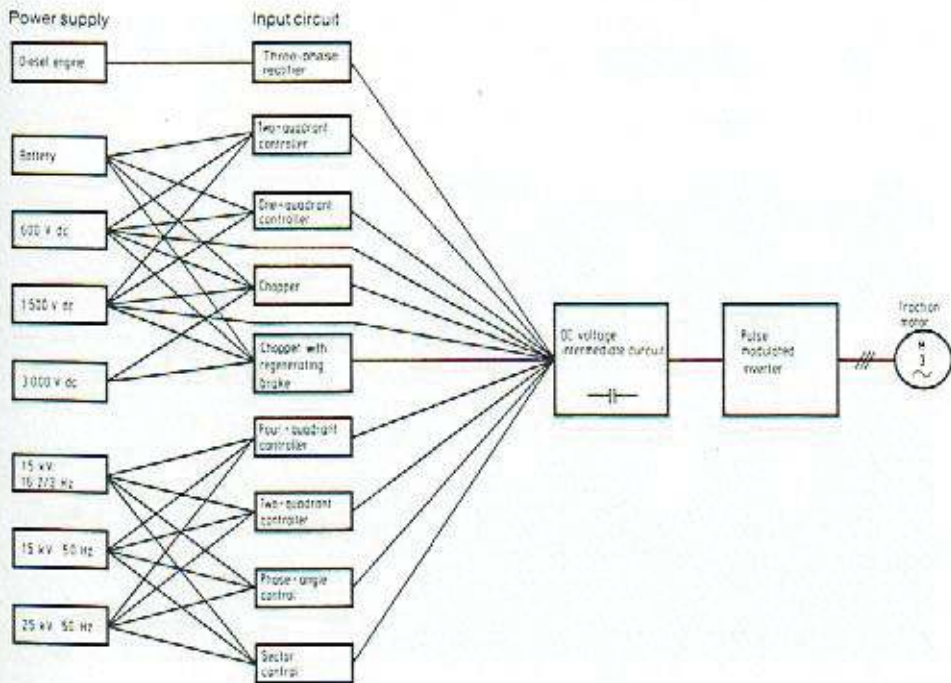 Power supply
Input circuit
Diesel engine
Three-phase
rectifier
Battery
Two-quadrant
controller
600 V dc
One-quadrant
controller
1500 V dc
Chopper
3000 V dc
Chopper with
regenerating
brake
DC voltage
intermediate circuit
Pulse
modulated
inverter
Traction
motor
M
3
~
15 kV
16 2/3 Hz
Four-quadrant
controller
15 kV 50 Hz
Two-quadrant
controller
25 kV 50 Hz
Phase-angle
control
Sector
control